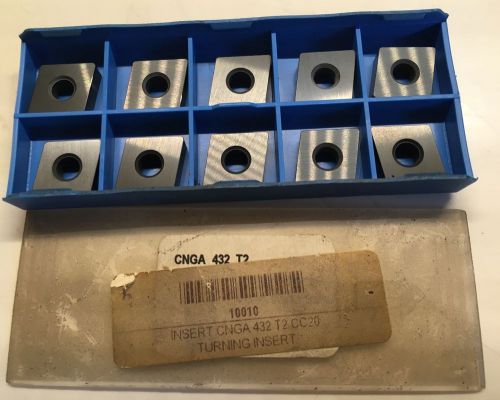 CNGA 432 T2
10010
INSERT CNGA 432 T2 CC20
TURNING INSERT